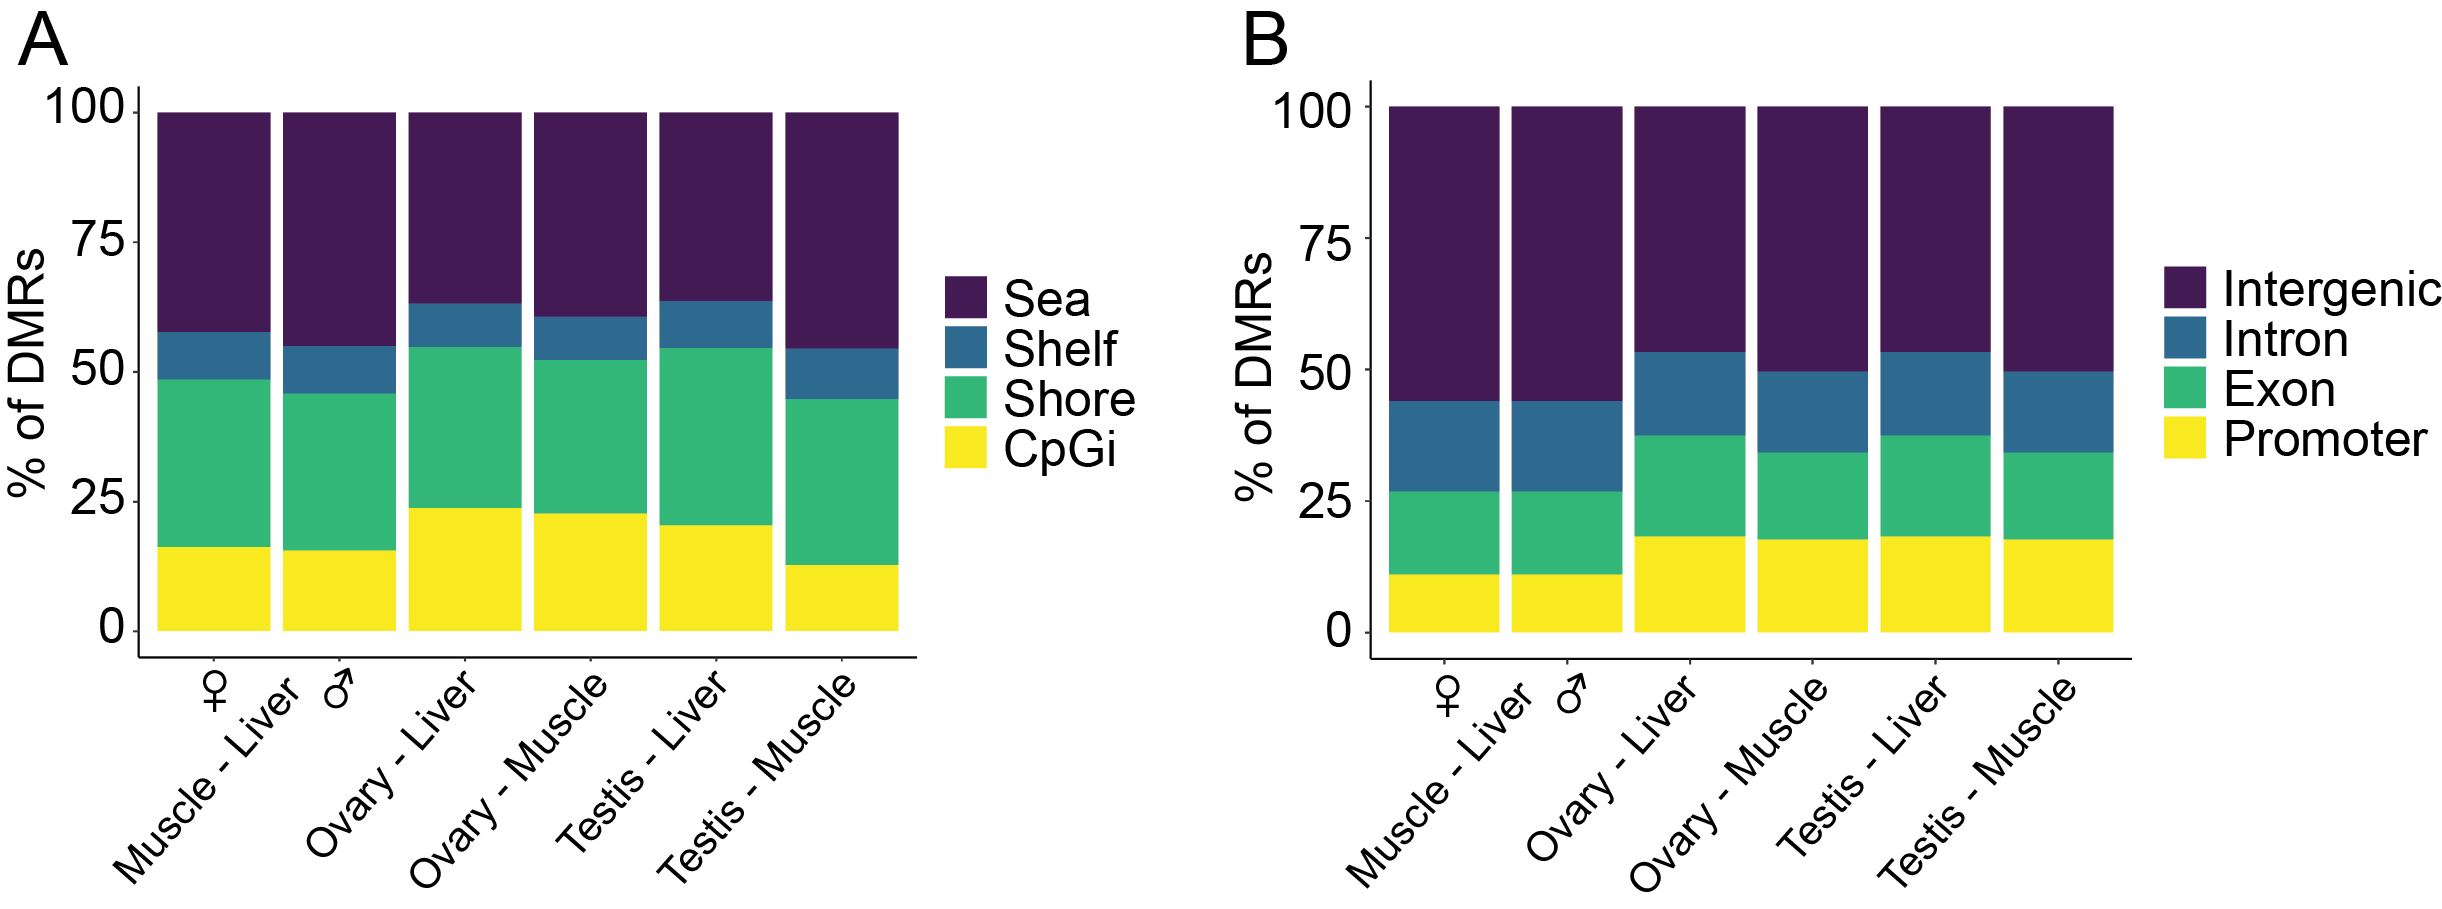 A
% of DMRs
100
75
50
25
0
♀
♂
Muscle - Liver
Ovary - Liver
Ovary - Muscle
Testis - Liver
Testis - Muscle
Sea
Shelf
Shore
CpGi
B
% of DMRs
100
75
50
25
0
♀
♂
Muscle - Liver
Ovary - Liver
Ovary - Muscle
Testis - Liver
Testis - Muscle
Intergenic
Intron
Exon
Promoter